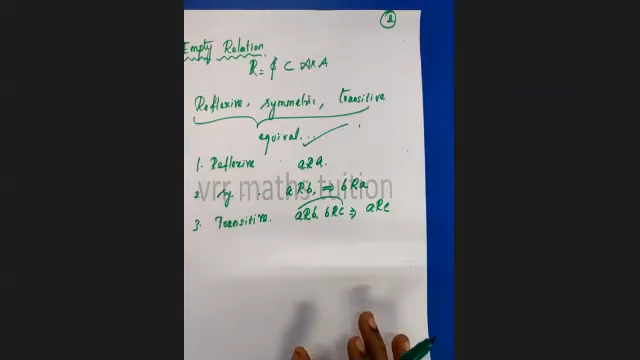 2
Empty Relation
R = ϕ ⊂ A×A
Reflexive, symmetric, transitive
equival...
1. Reflexive aRa.
2. Sy. aRb, ⇒ bRa
vrr maths tuition
3. Transitive. aRb, bRc ⇒ aRc